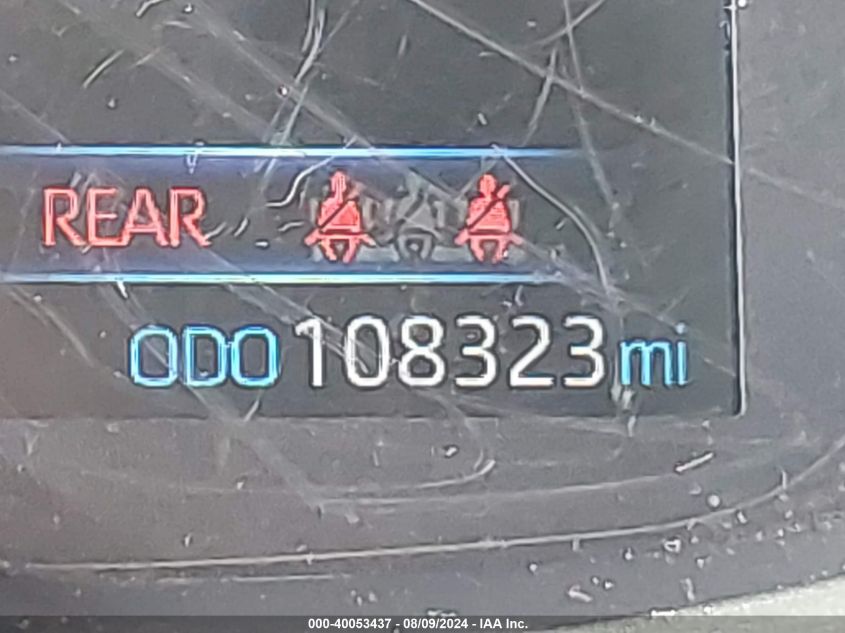 REAR
ODO 108323 mi
000-40053437 - 08/09/2024 - IAA Inc.